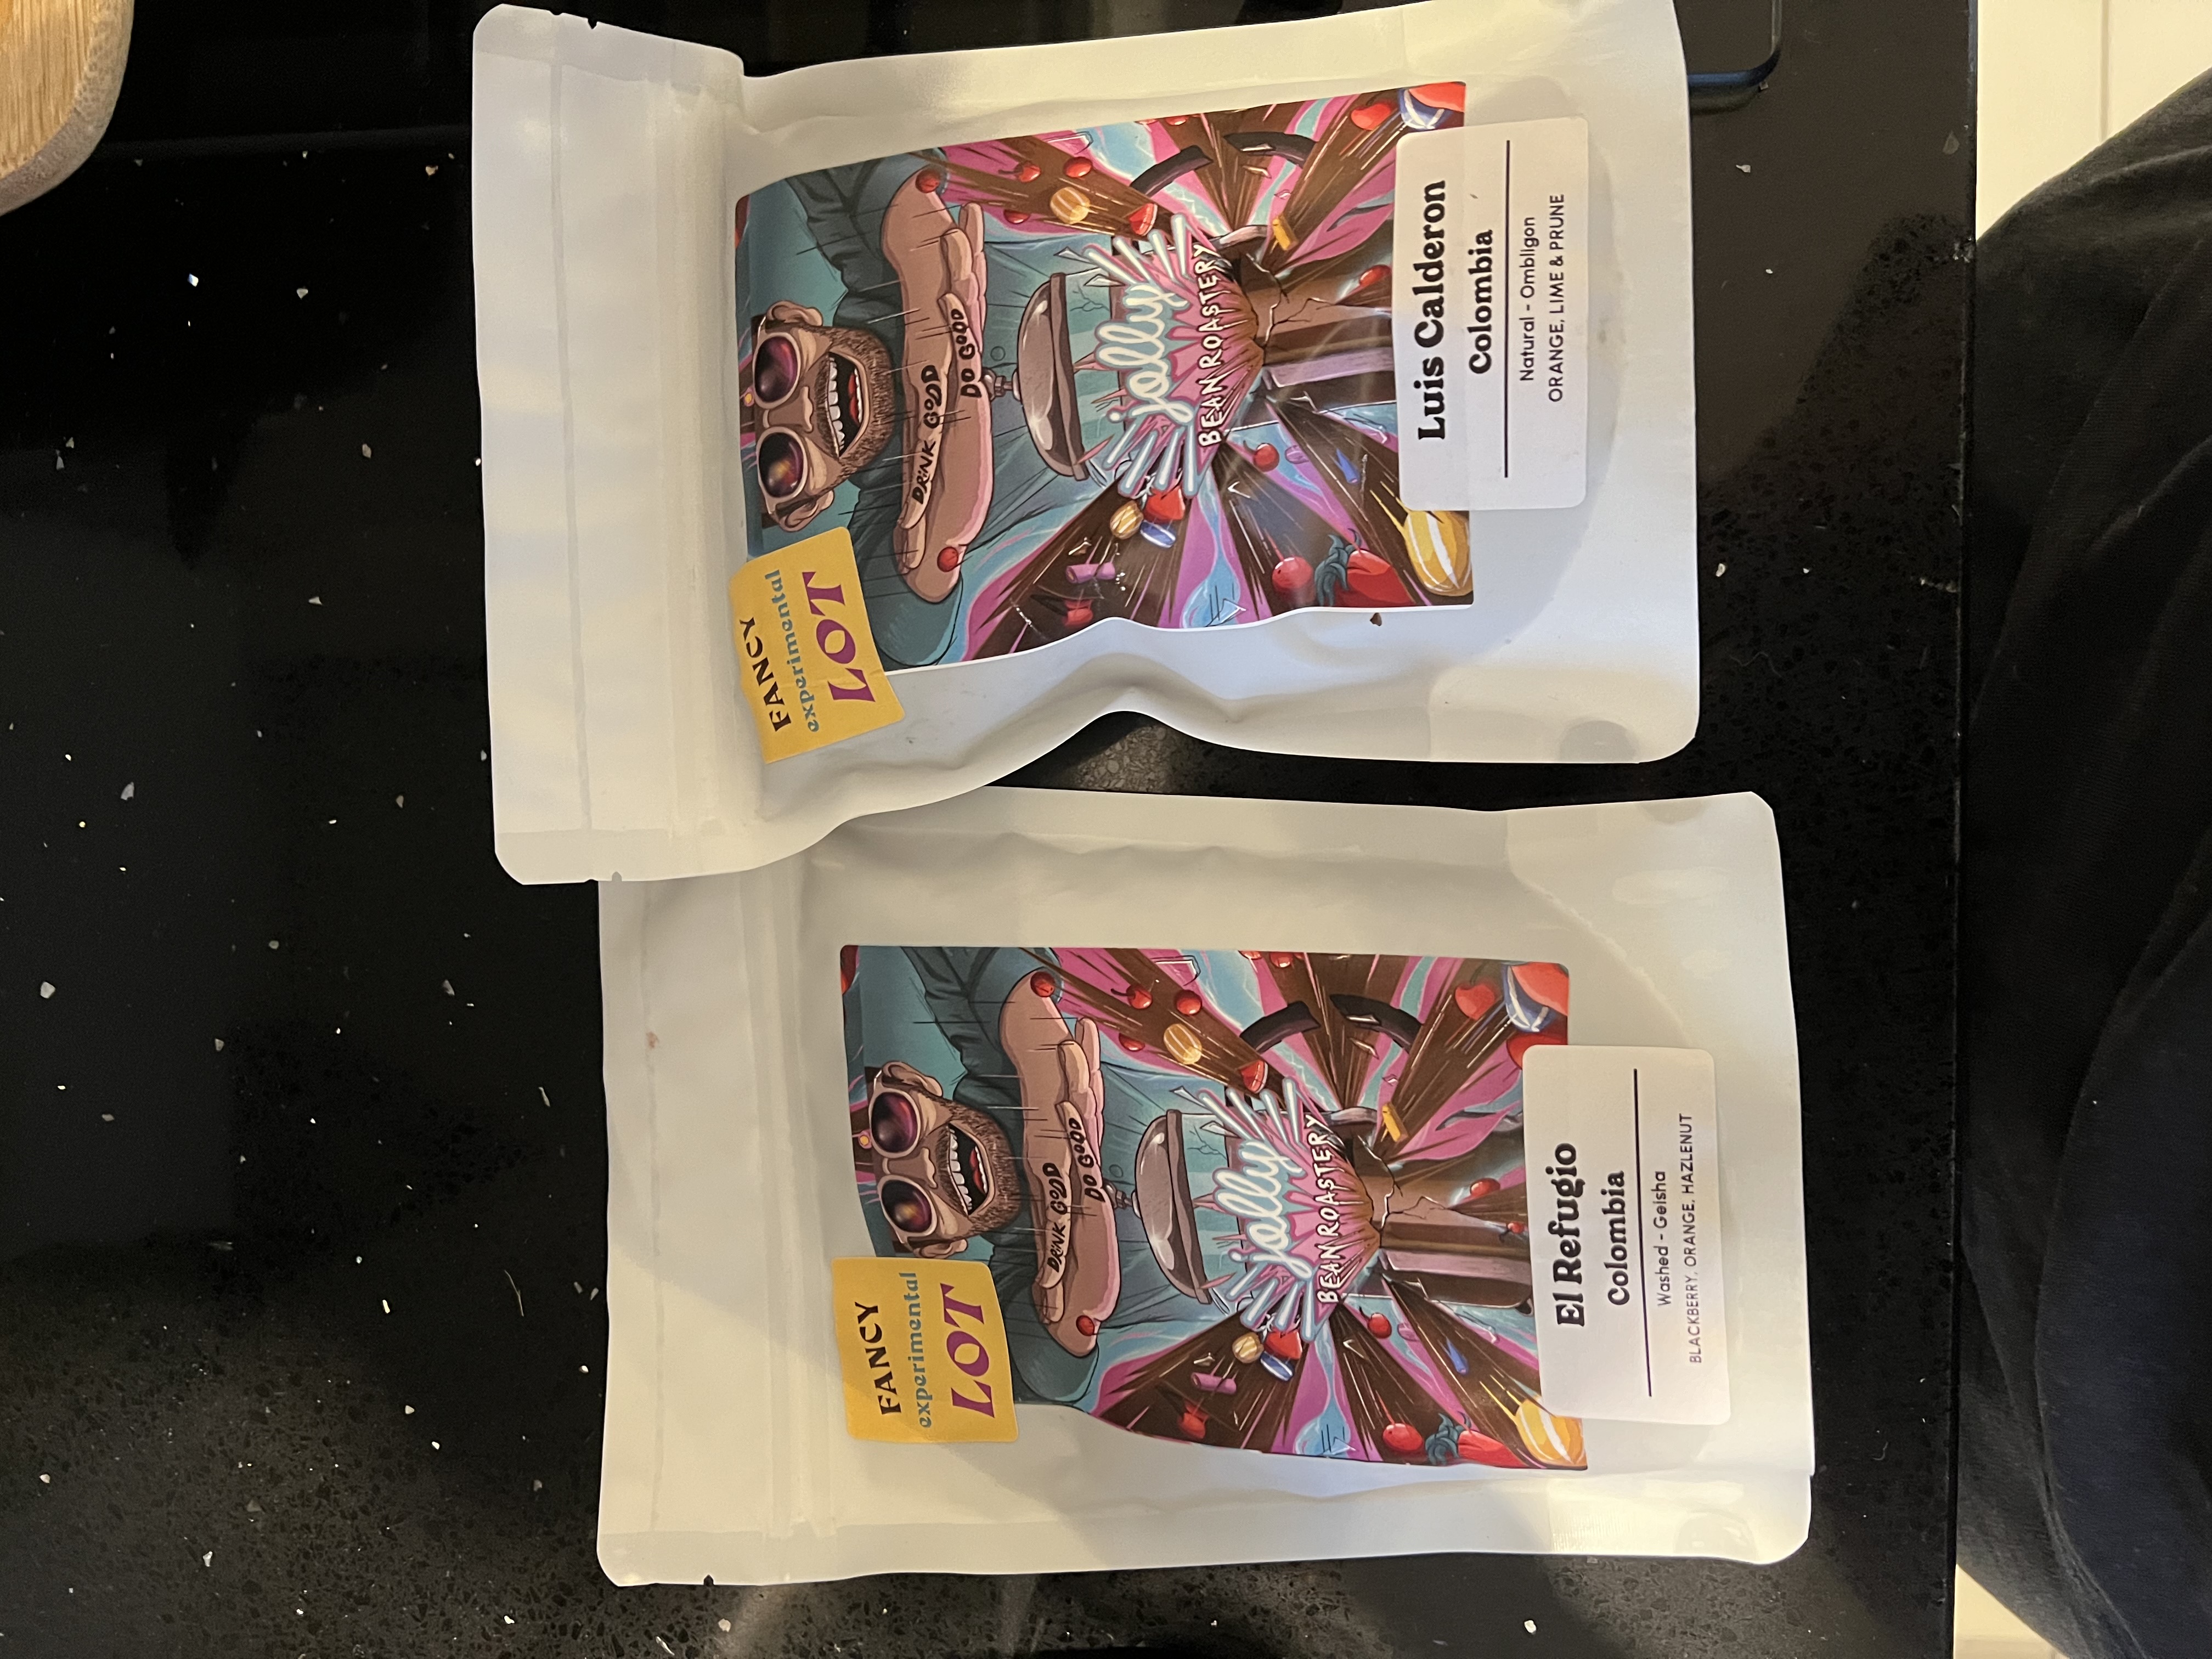 FANCY
experimental
LOT
DRINK GOOD
DO GOOD
jolly
BEAN ROASTERY
El Refugio
Colombia
Washed - Geisha
BLACKBERRY, ORANGE, HAZLENUT
FANCY
experimental
LOT
DRINK GOOD
DO GOOD
jolly
BEAN ROASTERY
Luis Calderon
Colombia
Natural - Ombligon
ORANGE, LIME & PRUNE